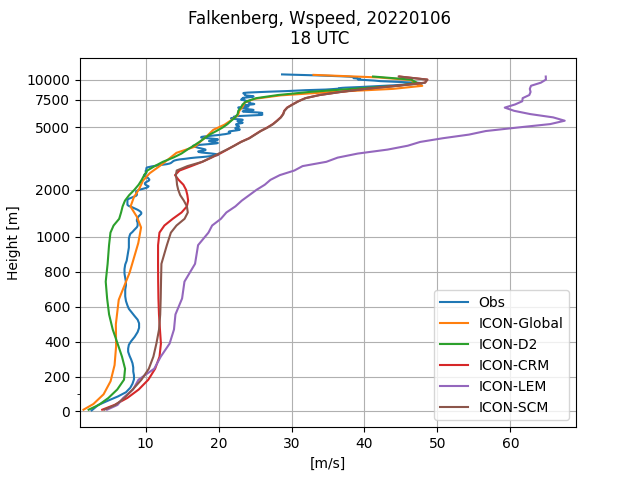 Falkenberg, Wspeed, 20220106
18 UTC
Height [m]
10000
7500
5000
2000
1000
800
600
400
200
0
10
20
30
40
50
60
[m/s]
Obs
ICON-Global
ICON-D2
ICON-CRM
ICON-LEM
ICON-SCM